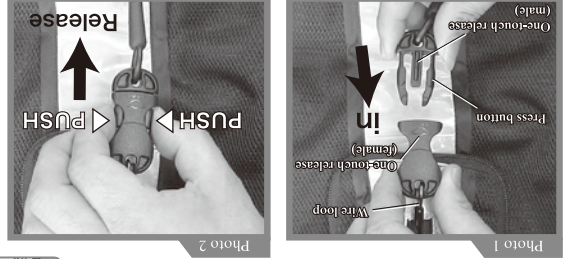 Photo 1
Wire loop
One-touch release
(female)
in
Press button
One-touch release
(male)
Photo 2
PUSH PUSH
Release